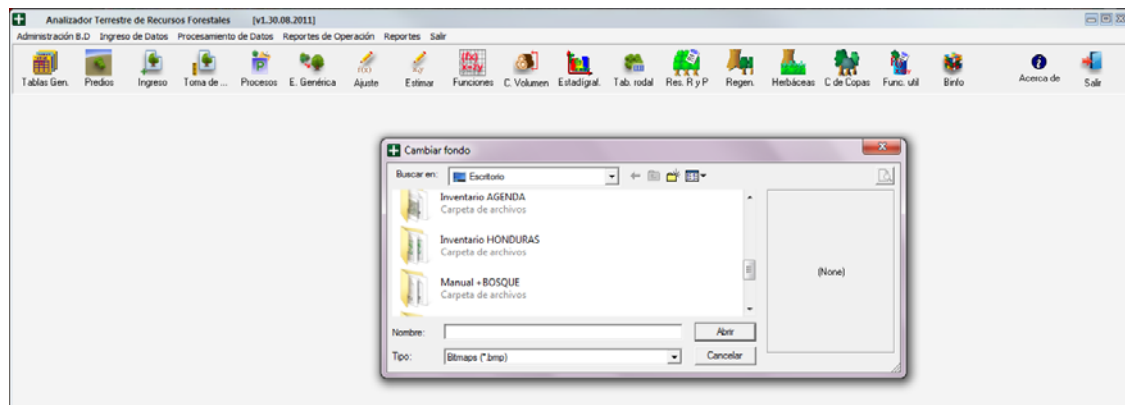 Analizador Terrestre de Recursos Forestales [v1.30.08.2011]
Administración B.D Ingreso de Datos Procesamiento de Datos Reportes de Operación Reportes Salir
Tablas Gen. Predios Ingreso Toma de ... Procesos E. Genérica Ajuste Estimar Funciones C. Volumen Estadígral. Tab. rodal Res. R y P Regen. Herbáceas C de Copas Func. util Binfo Acerca de Salir
Cambiar fondo
Buscar en: Escritorio
Inventario AGENDA
Carpeta de archivos
Inventario HONDURAS
Carpeta de archivos
(None)
Manual +BOSQUE
Carpeta de archivos
Nombre: Abrir
Tipo: Bitmaps (*.bmp) Cancelar